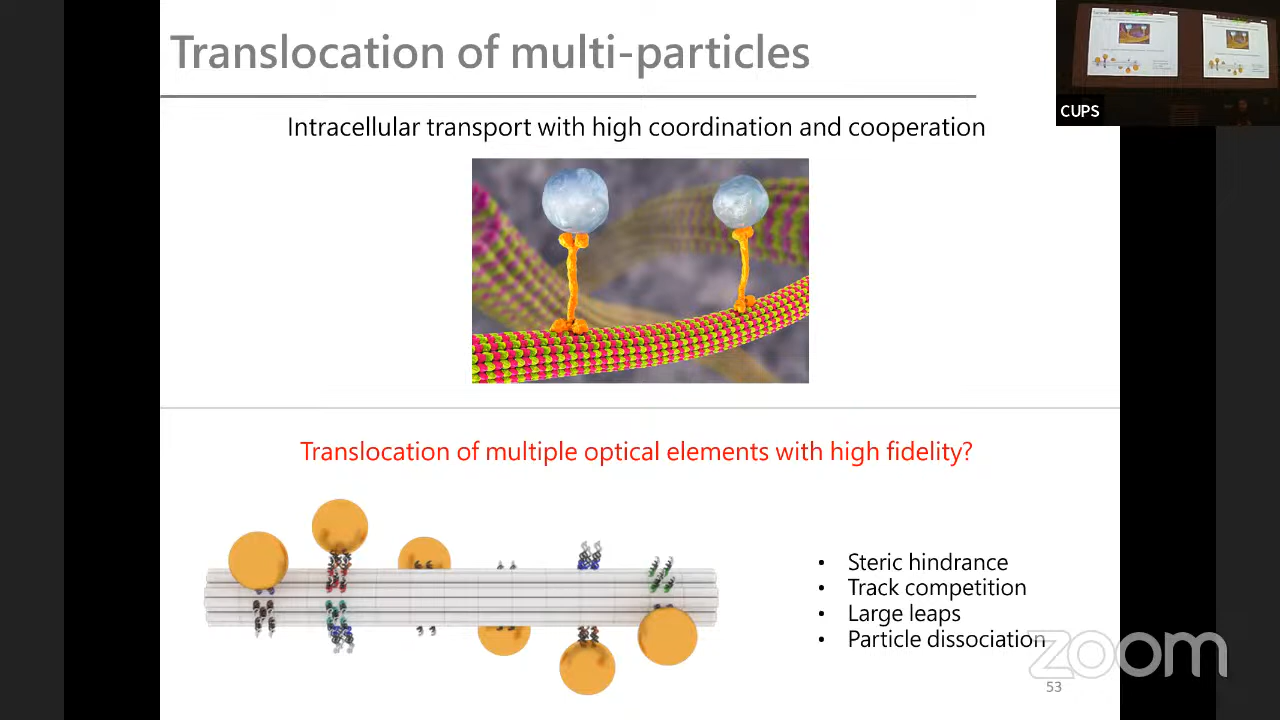 Translocation of multi-particles
CUPS
Intracellular transport with high coordination and cooperation
Translocation of multiple optical elements with high fidelity?
• Steric hindrance
• Track competition
• Large leaps
• Particle dissociation
zoom
53